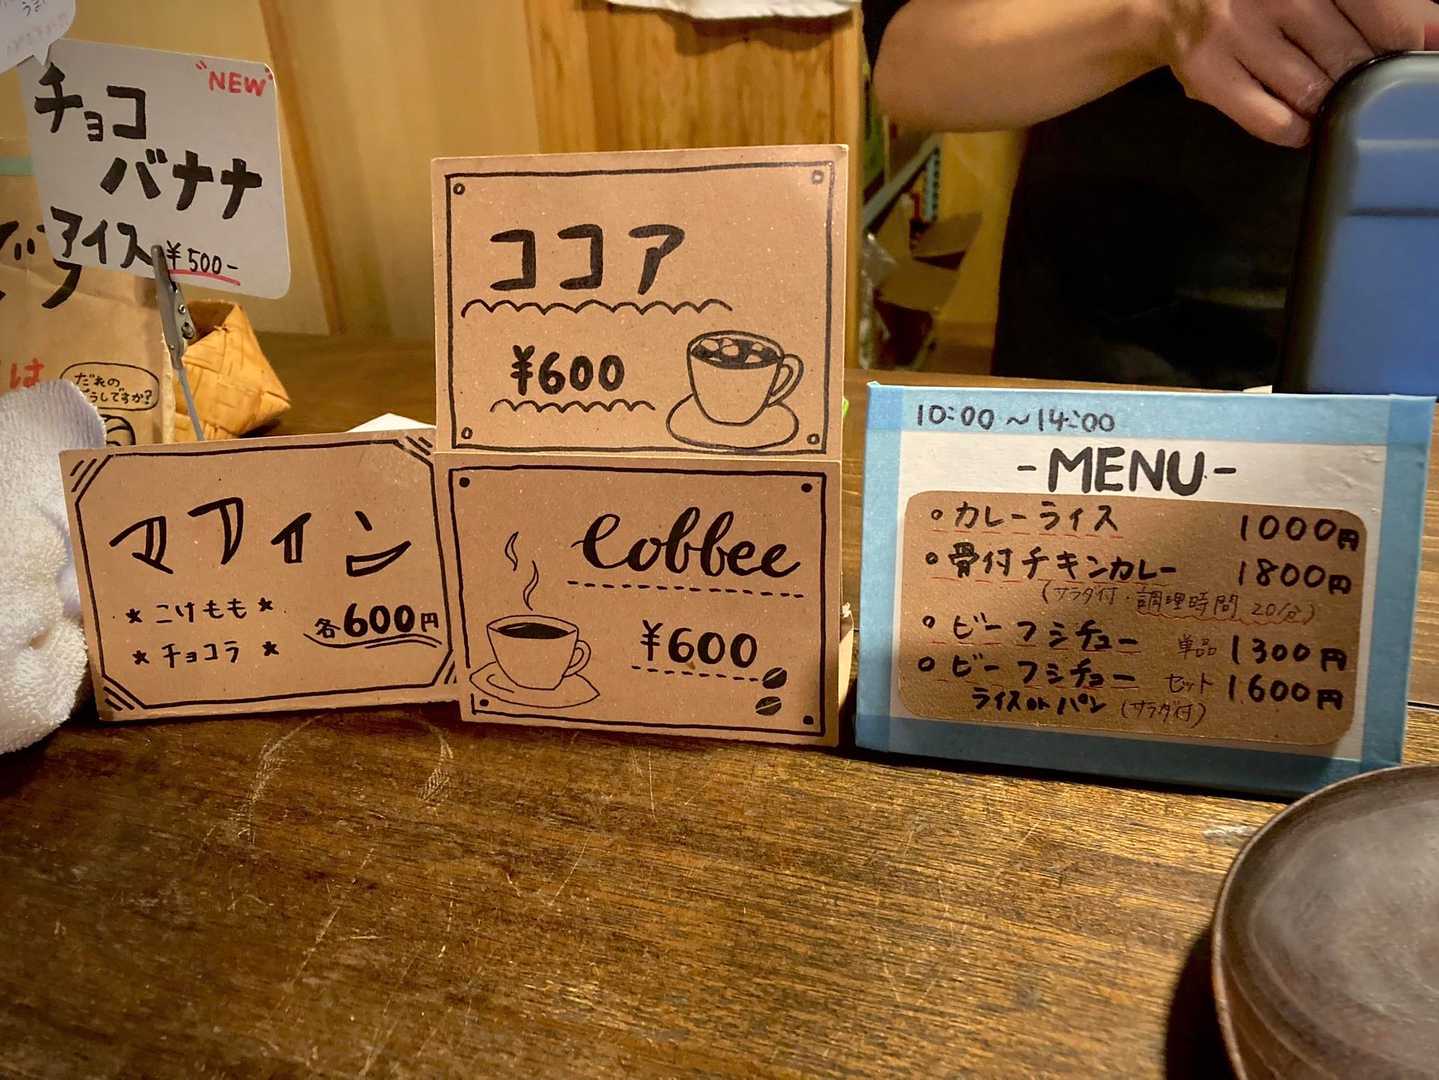 "NEW"
チョコ
バナナ
アイス ¥500-
は
だれの
ココア
¥600
マフィン
★ こけもも ★
★ チョコラ ★
各600円
Coffee
¥600
10:00～14:00
-MENU-
○ カレーライス 1000円
○ 骨付チキンカレー 1800円
(サラダ付・調理時間 20分)
○ ビーフシチュー 単品 1300円
○ ビーフシチュー セット 1600円
ライスorパン (サラダ付)